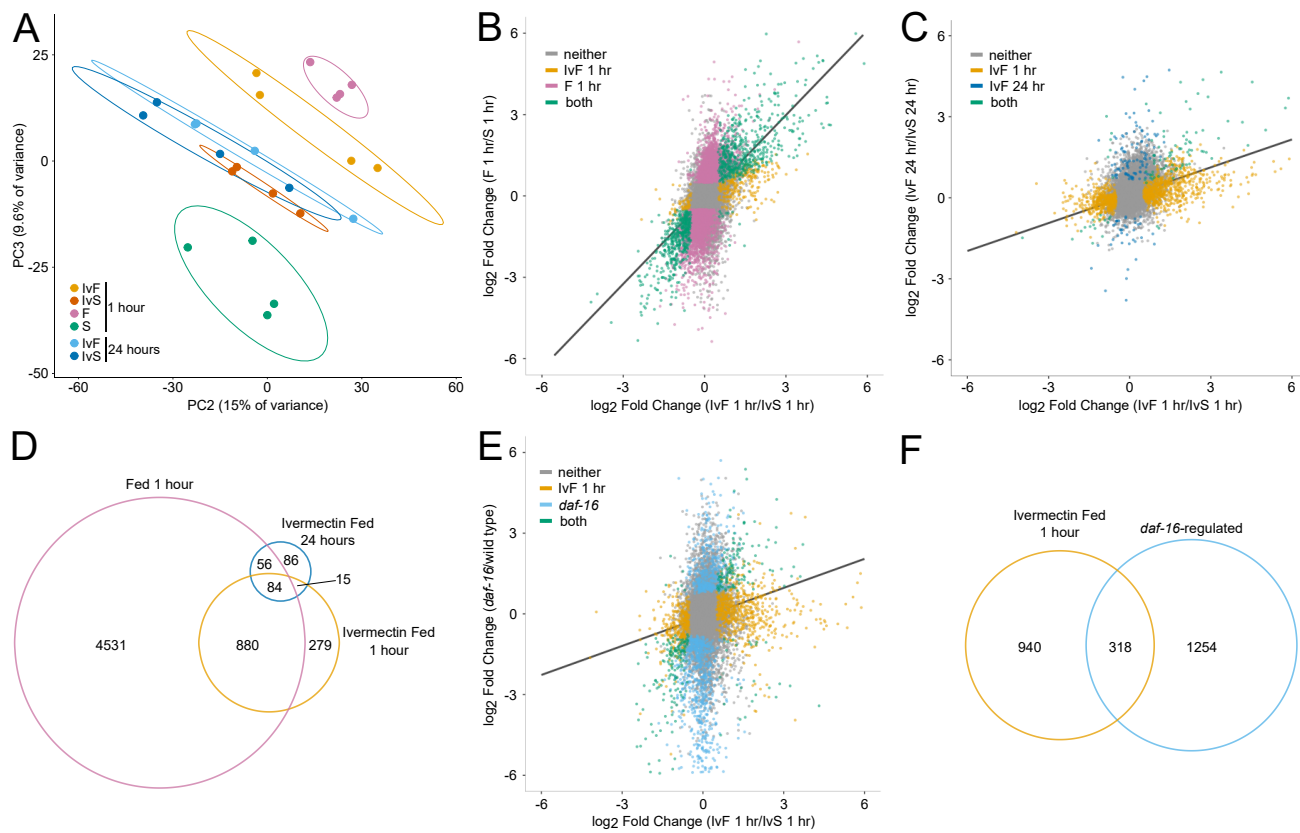 A
PC3 (9.6% of variance)
25
0
-25
-50
-60
-30
0
30
60
PC2 (15% of variance)
IvF
IvS
F
S
1 hour
IvF
IvS
24 hours
B
log2 Fold Change (F 1 hr/S 1 hr)
6
3
0
-3
-6
neither
IvF 1 hr
F 1 hr
both
-6
-3
0
3
6
log2 Fold Change (IvF 1 hr/IvS 1 hr)
C
log2 Fold Change (IvF 24 hr/IvS 24 hr)
6
3
0
-3
-6
neither
IvF 1 hr
IvF 24 hr
both
-6
-3
0
3
6
log2 Fold Change (IvF 1 hr/IvS 1 hr)
D
Fed 1 hour
Ivermectin Fed
24 hours
56
86
84
15
4531
880
279
Ivermectin Fed
1 hour
E
log2 Fold Change (daf-16/wild type)
6
3
0
-3
-6
neither
IvF 1 hr
daf-16
both
-6
-3
0
3
6
log2 Fold Change (IvF 1 hr/IvS 1 hr)
F
Ivermectin Fed
1 hour
daf-16-regulated
940
318
1254